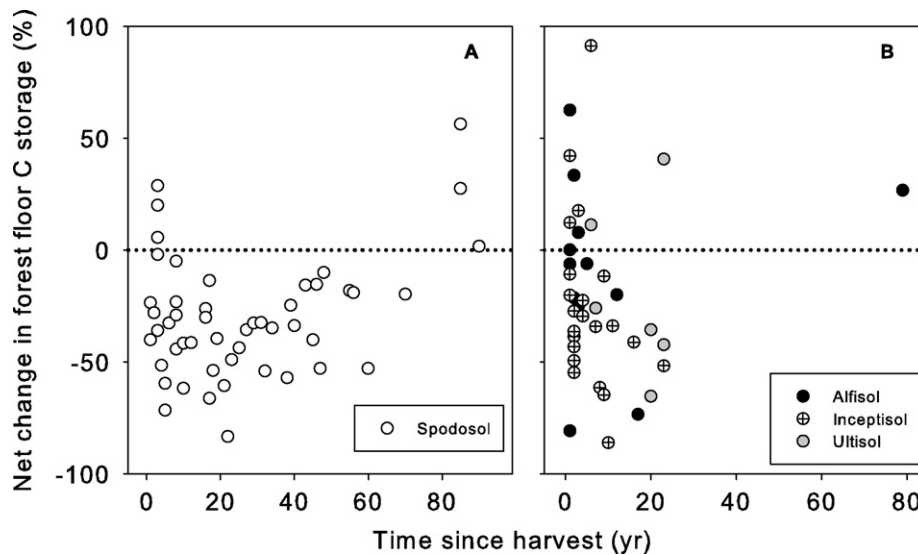 Net change in forest floor C storage (%)
100
50
0
-50
-100
A
Spodosol
0
20
40
60
80
B
Alfisol
Inceptisol
Ultisol
0
20
40
60
80
Time since harvest (yr)